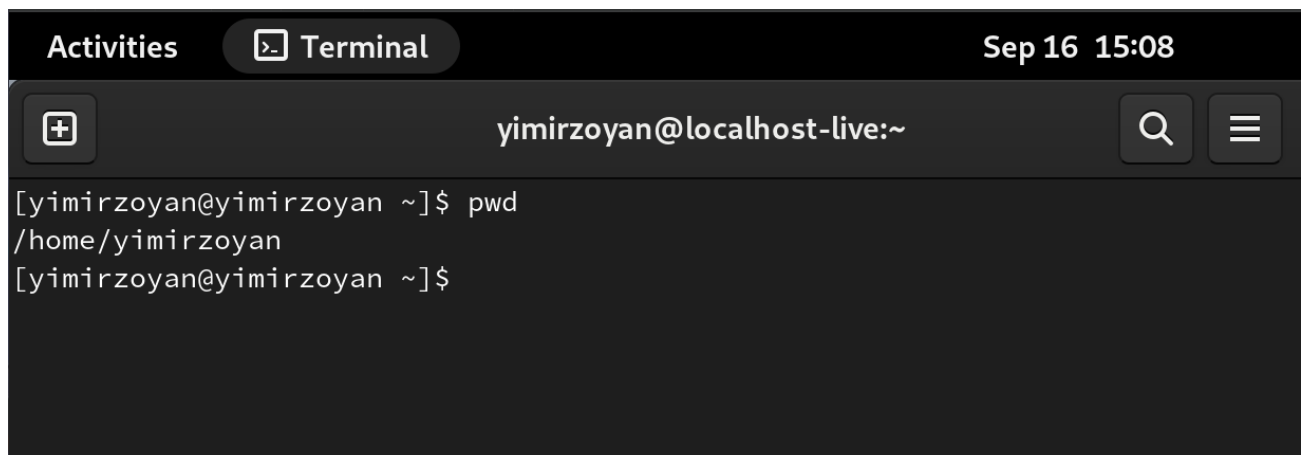 Activities Terminal Sep 16 15:08
yimirzoyan@localhost-live:~
[yimirzoyan@yimirzoyan ~]$ pwd
/home/yimirzoyan
[yimirzoyan@yimirzoyan ~]$